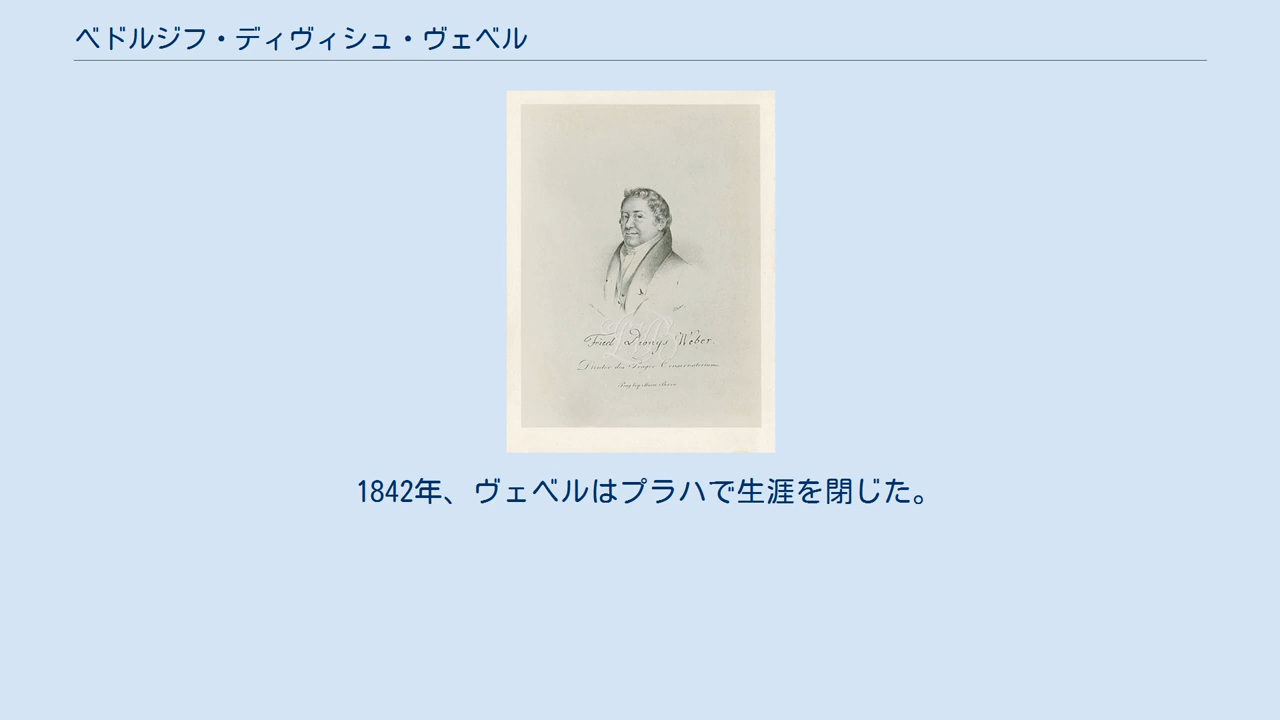 ベドルジフ・ディヴィシュ・ヴェベル
Fried Dionys Weber.
Director des Prager Conservatoriums.
1842年、ヴェベルはプラハで生涯を閉じた。